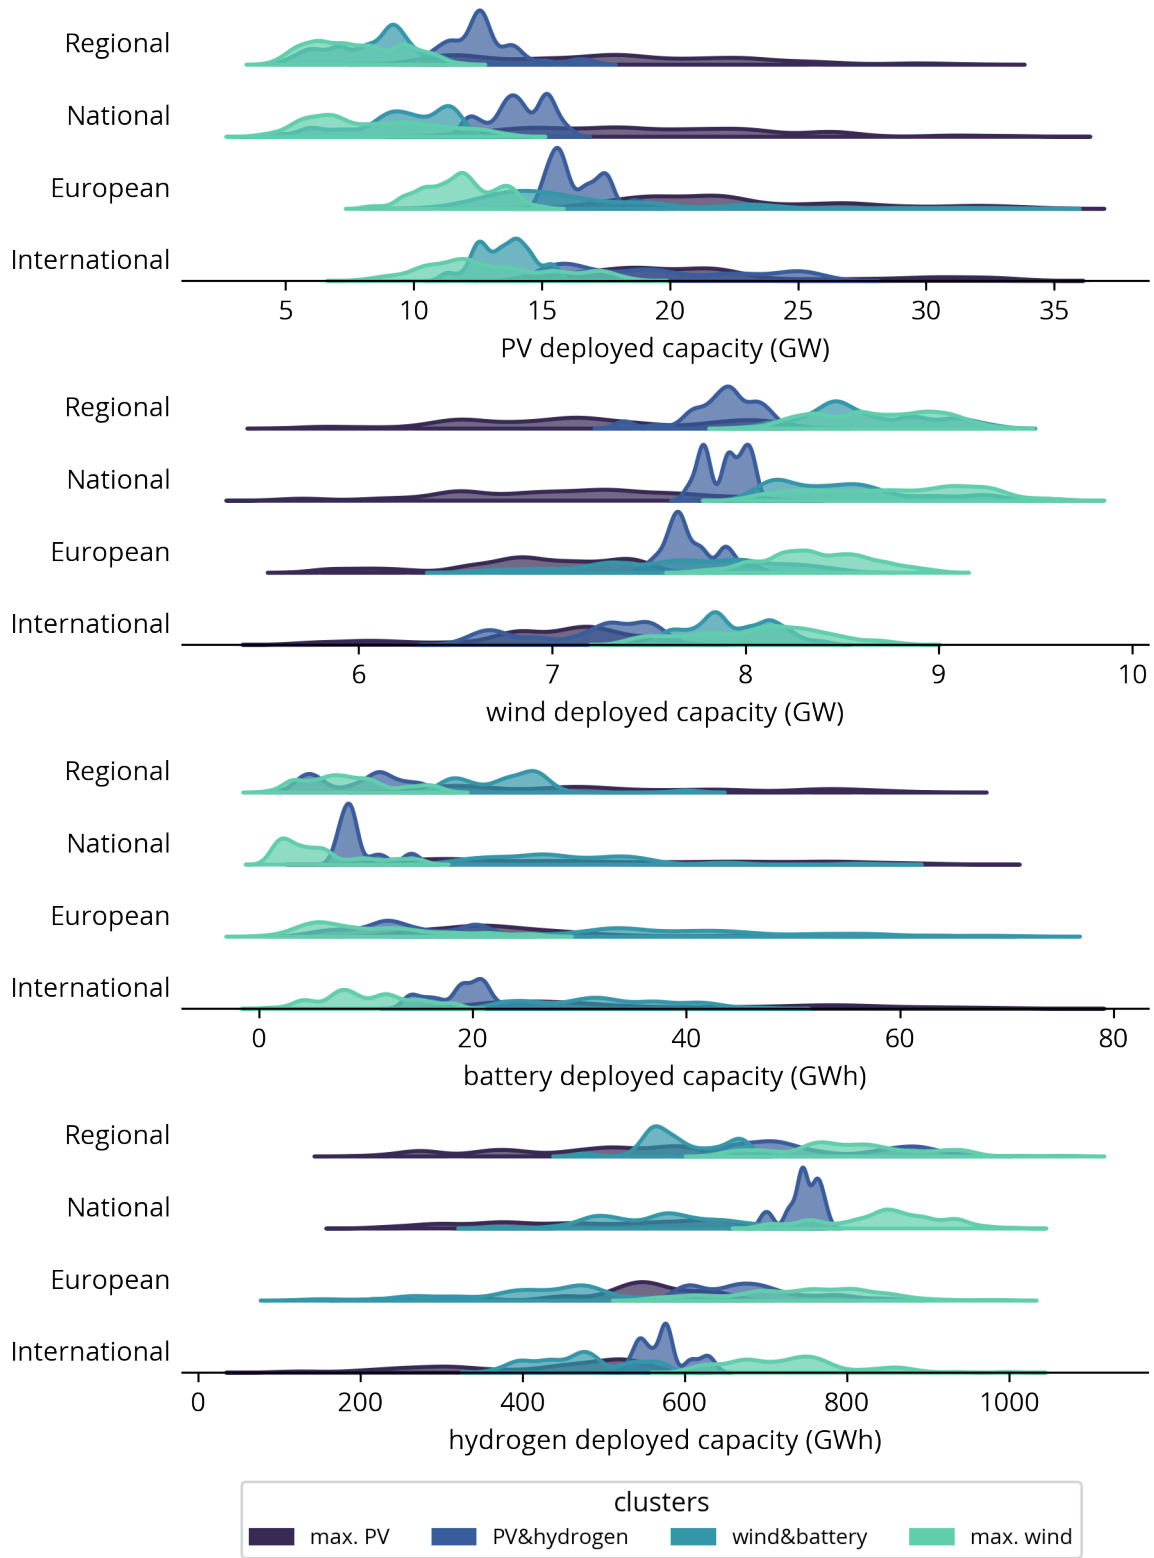 Regional
National
European
International
5 10 15 20 25 30 35
PV deployed capacity (GW)
Regional
National
European
International
6 7 8 9 10
wind deployed capacity (GW)
Regional
National
European
International
0 20 40 60 80
battery deployed capacity (GWh)
Regional
National
European
International
0 200 400 600 800 1000
hydrogen deployed capacity (GWh)
clusters
max. PV PV&hydrogen wind&battery max. wind